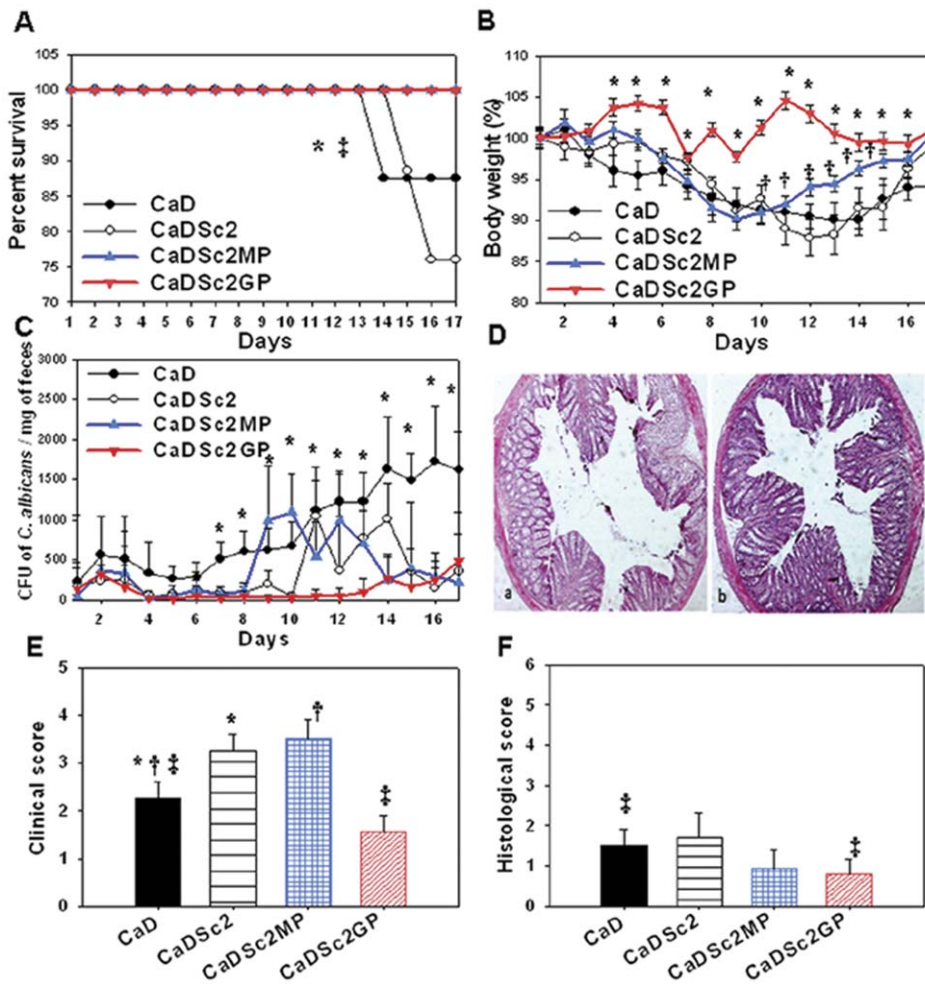 A
Percent survival
105
100
95
90
85
80
75
70
* ‡
CaD
CaDSc2
CaDSc2MP
CaDSc2GP
1 2 3 4 5 6 7 8 9 10 11 12 13 14 15 16 17
Days
B
Body weight (%)
110
105
100
95
90
85
80
* * * * * * * * * * * * *
† † ‡ ‡ † †
CaD
CaDSc2
CaDSc2MP
CaDSc2GP
2 4 6 8 10 12 14 16
Days
C
CFU of C. albicans / mg of feces
3000
2500
2000
1500
1000
500
0
CaD
CaDSc2
CaDSc2MP
CaDSc2GP
* * * * * * * * * * *
2 4 6 8 10 12 14 16
Days
D
a
b
E
Clinical score
5
4
3
2
1
0
* † ‡
*
†
‡
CaD
CaDSc2
CaDSc2MP
CaDSc2GP
F
Histological score
6
5
4
3
2
1
0
‡
‡
CaD
CaDSc2
CaDSc2MP
CaDSc2GP